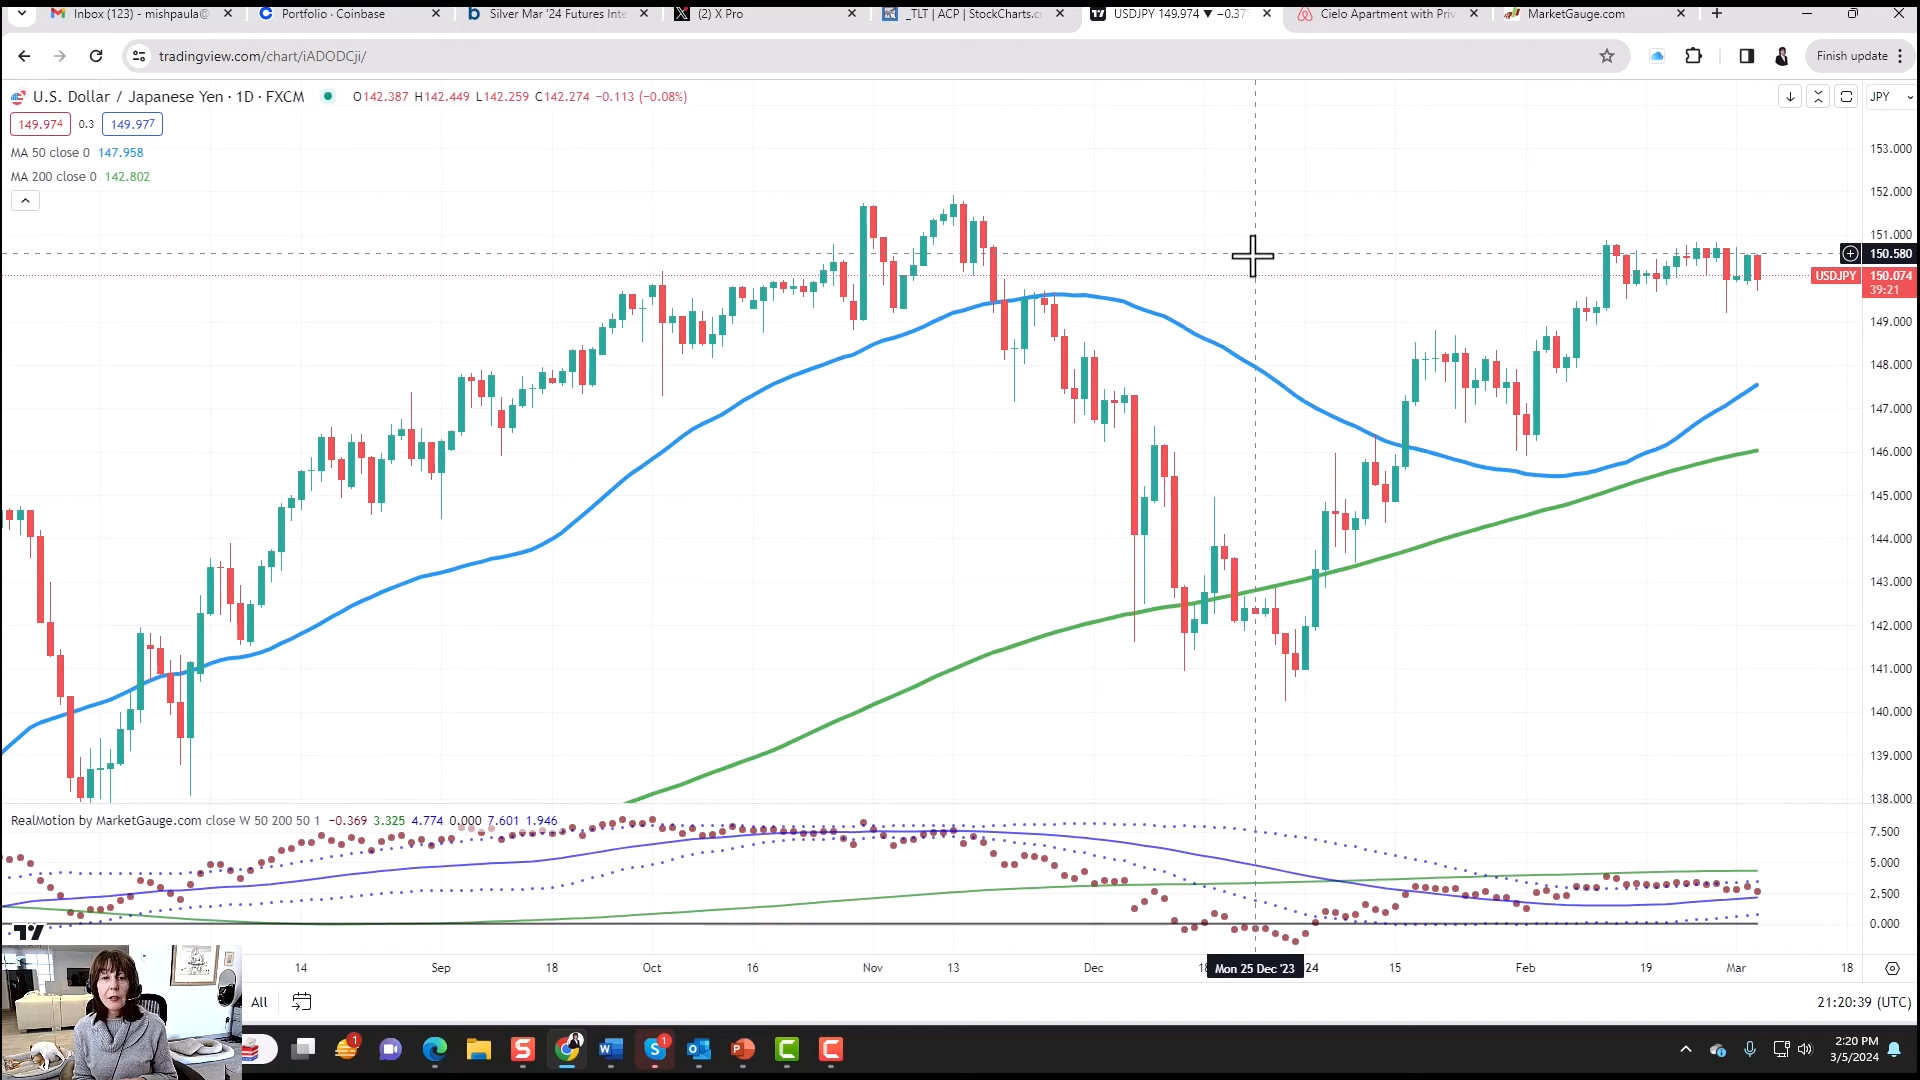 Inbox (123) - mishpaula@
Portfolio · Coinbase
Silver Mar '24 Futures Inte
(2) X Pro
_TLT | ACP | StockCharts.c
USDJPY 149.974 ▼ −0.37
Cielo Apartment with Priv
MarketGauge.com
tradingview.com/chart/iADODCji/
Finish update
U.S. Dollar / Japanese Yen · 1D · FXCM O142.387 H142.449 L142.259 C142.274 −0.113 (−0.08%)
JPY
149.974 0.3 149.977
MA 50 close 0 147.958
MA 200 close 0 142.802
153.000
152.000
151.000
150.580
USDJPY 150.074
39:21
149.000
148.000
147.000
146.000
145.000
144.000
143.000
142.000
141.000
140.000
139.000
138.000
RealMotion by MarketGauge.com close W 50 200 50 1 −0.369 3.325 4.774 0.000 7.601 1.946
7.500
5.000
2.500
0.000
14 Sep 18 Oct 16 Nov 13 Dec 18 Mon 25 Dec '23 24 15 Feb 19 Mar 18
All
21:20:39 (UTC)
2:20 PM
3/5/2024